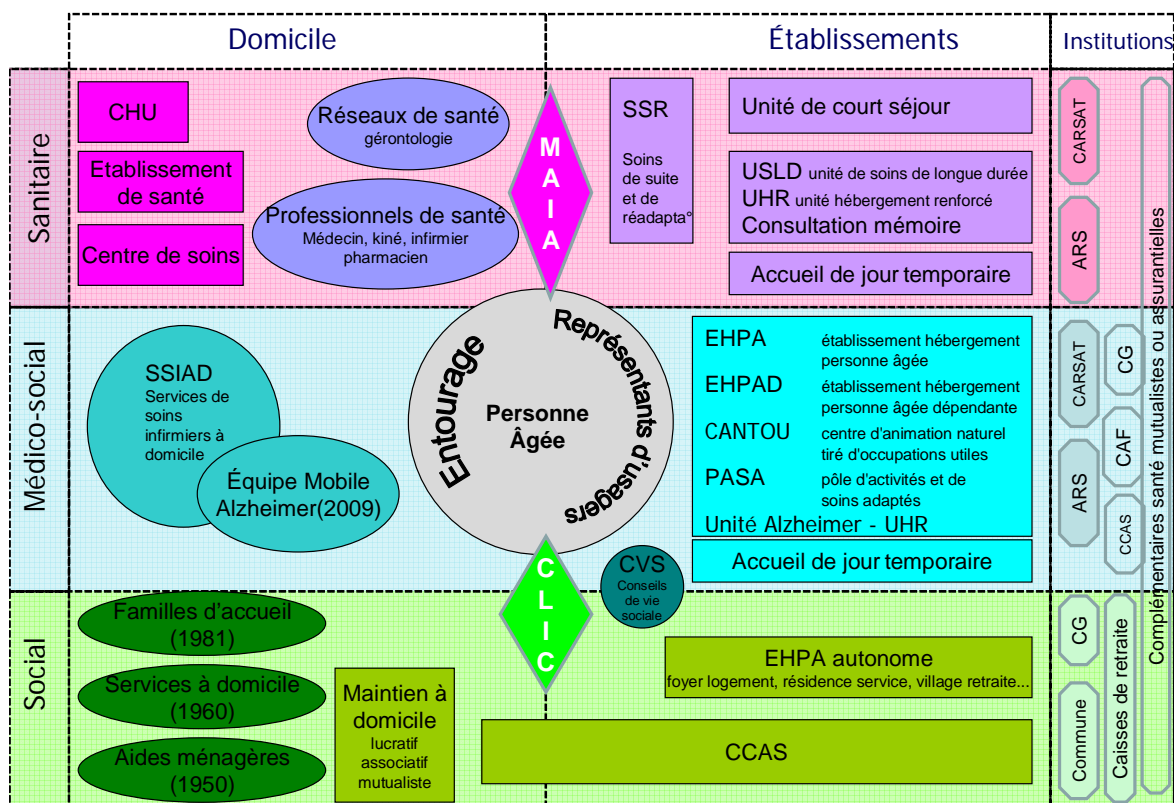 Domicile
Établissements
Institutions
Sanitaire
CHU
Etablissement
de santé
Centre de soins
Réseaux de santé
gérontologie
Professionnels de santé
Médecin, kiné, infirmier
pharmacien
MAIA
SSR
Soins
de suite
et de
réadapta°
Unité de court séjour
USLD unité de soins de longue durée
UHR unité hébergement renforcé
Consultation mémoire
Accueil de jour temporaire
CARSAT
ARS
Complémentaires santé mutualistes ou assurantielles
Médico-social
SSIAD
Services de
soins
infirmiers à
domicile
Équipe Mobile
Alzheimer(2009)
Entourage
Représentants d'usagers
Personne
Âgée
EHPA établissement hébergement
personne âgée
EHPAD établissement hébergement
personne âgée dépendante
CANTOU centre d'animation naturel
tiré d'occupations utiles
PASA pôle d'activités et de
soins adaptés
Unité Alzheimer - UHR
Accueil de jour temporaire
CARSAT
ARS
CG
CAF
CCAS
CVS
Conseils
de vie
sociale
CLIC
Social
Familles d'accueil
(1981)
Services à domicile
(1960)
Aides ménagères
(1950)
Maintien à
domicile
lucratif
associatif
mutualiste
EHPA autonome
foyer logement, résidence service, village retraite...
CCAS
CG
Commune
Caisses de retraite